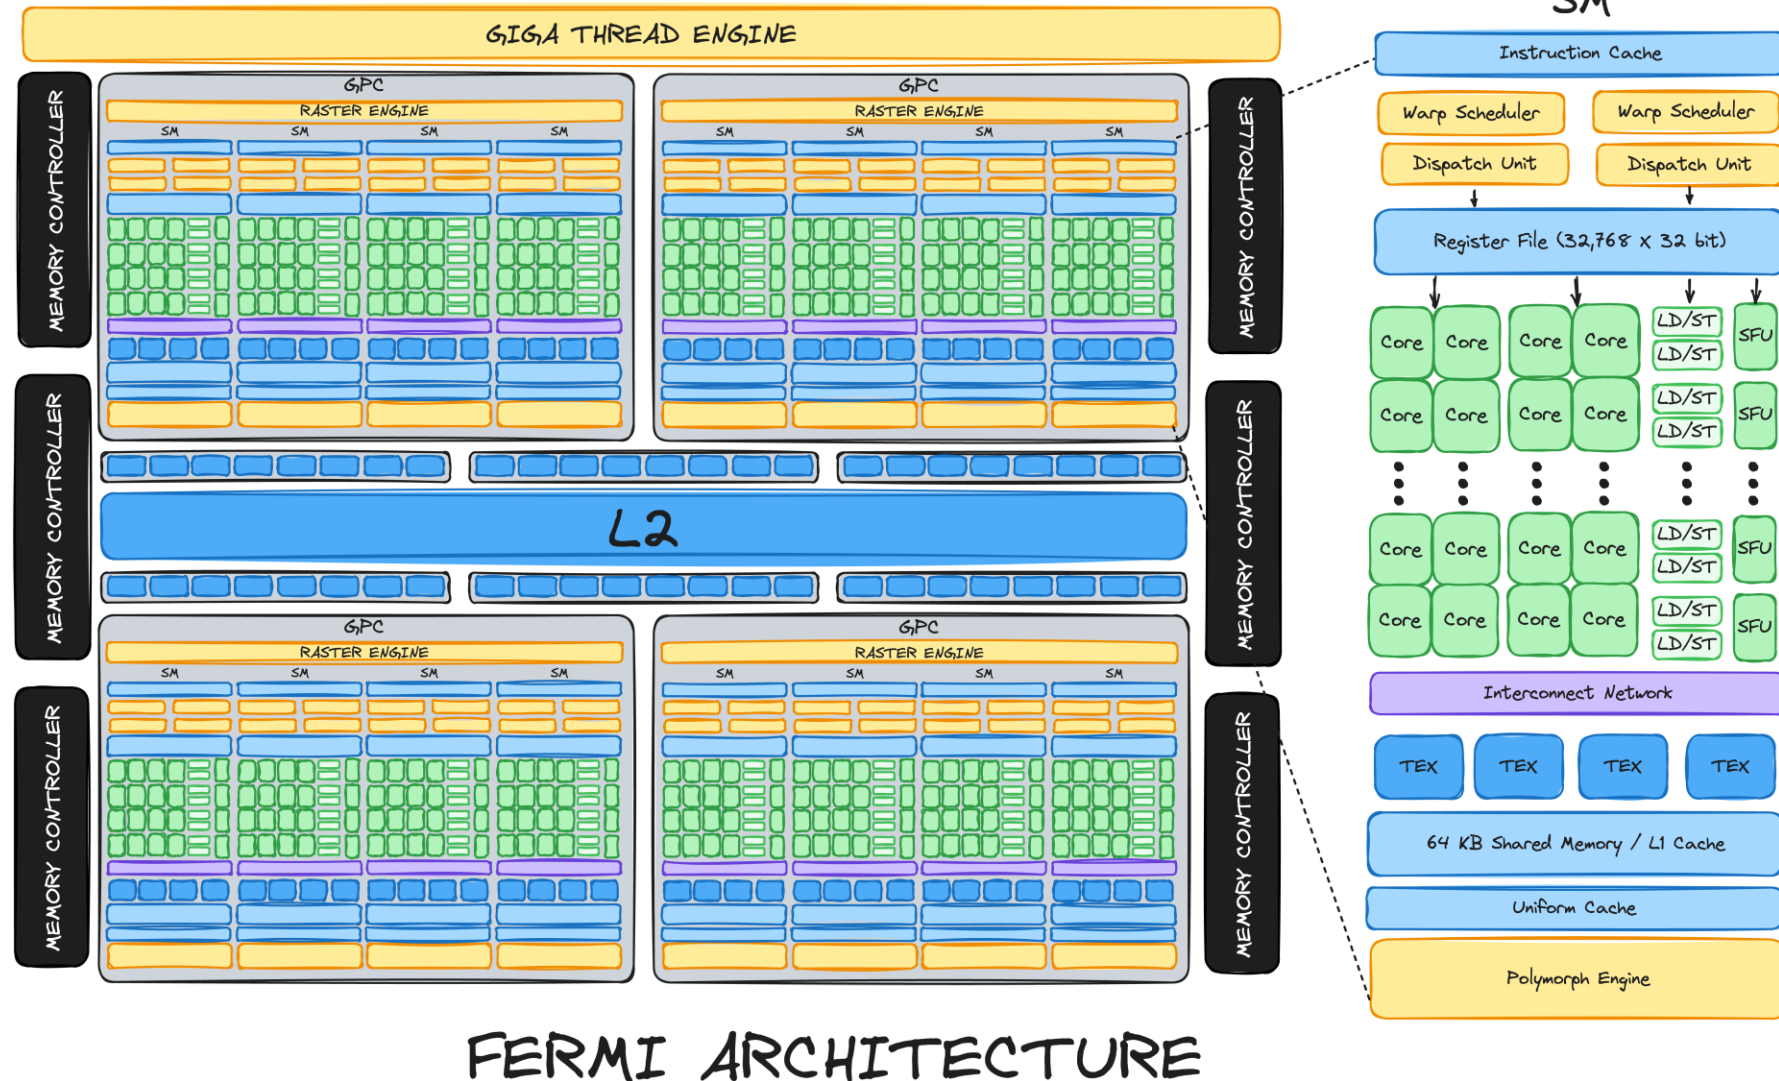 GIGA THREAD ENGINE
MEMORY CONTROLLER
MEMORY CONTROLLER
MEMORY CONTROLLER
GPC
RASTER ENGINE
SM SM SM SM
GPC
RASTER ENGINE
SM SM SM SM
L2
GPC
RASTER ENGINE
SM SM SM SM
GPC
RASTER ENGINE
SM SM SM SM
MEMORY CONTROLLER
MEMORY CONTROLLER
MEMORY CONTROLLER
SM
Instruction Cache
Warp Scheduler Warp Scheduler
Dispatch Unit Dispatch Unit
Register File (32,768 x 32 bit)
Core Core Core Core LD/ST LD/ST SFU
Core Core Core Core LD/ST LD/ST SFU
Core Core Core Core LD/ST LD/ST SFU
Core Core Core Core LD/ST LD/ST SFU
Interconnect Network
TEX TEX TEX TEX
64 KB Shared Memory / L1 Cache
Uniform Cache
Polymorph Engine
FERMI ARCHITECTURE